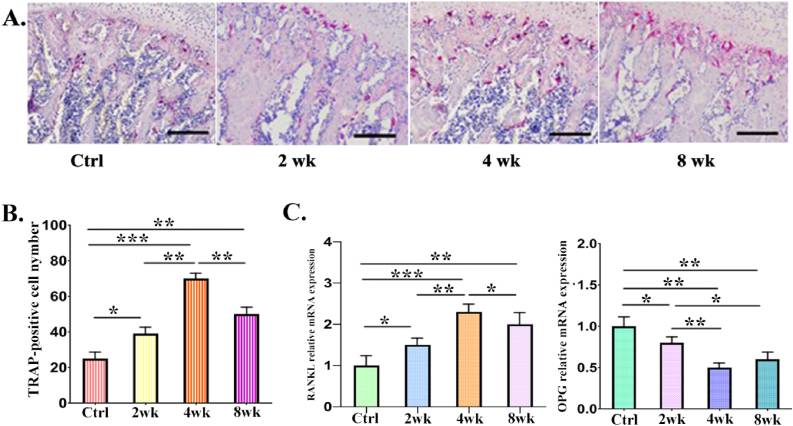 A.
Ctrl 2 wk 4 wk 8 wk
B.
TRAP-positive cell nymber
100
80
60
40
20
0
**
***
** **
*
Ctrl 2wk 4wk 8wk
C.
RANKL relative mRNA expression
4
3
2
1
0
**
***
** *
*
Ctrl 2wk 4wk 8wk
OPG relative mRNA expression
2.0
1.5
1.0
0.5
0.0
**
**
* *
**
Ctrl 2wk 4wk 8wk